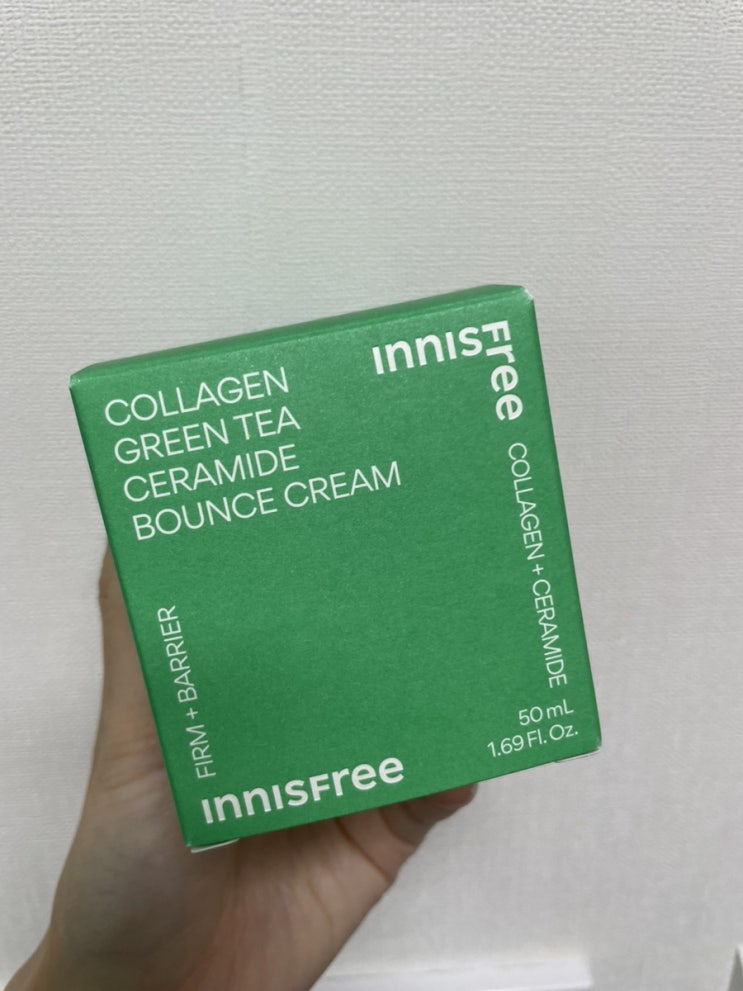 COLLAGEN
GREEN TEA
CERAMIDE
BOUNCE CREAM
InnISFree
COLLAGEN + CERAMIDE
FIRM + BARRIER
50 mL
1.69 Fl. Oz.
InnISFree